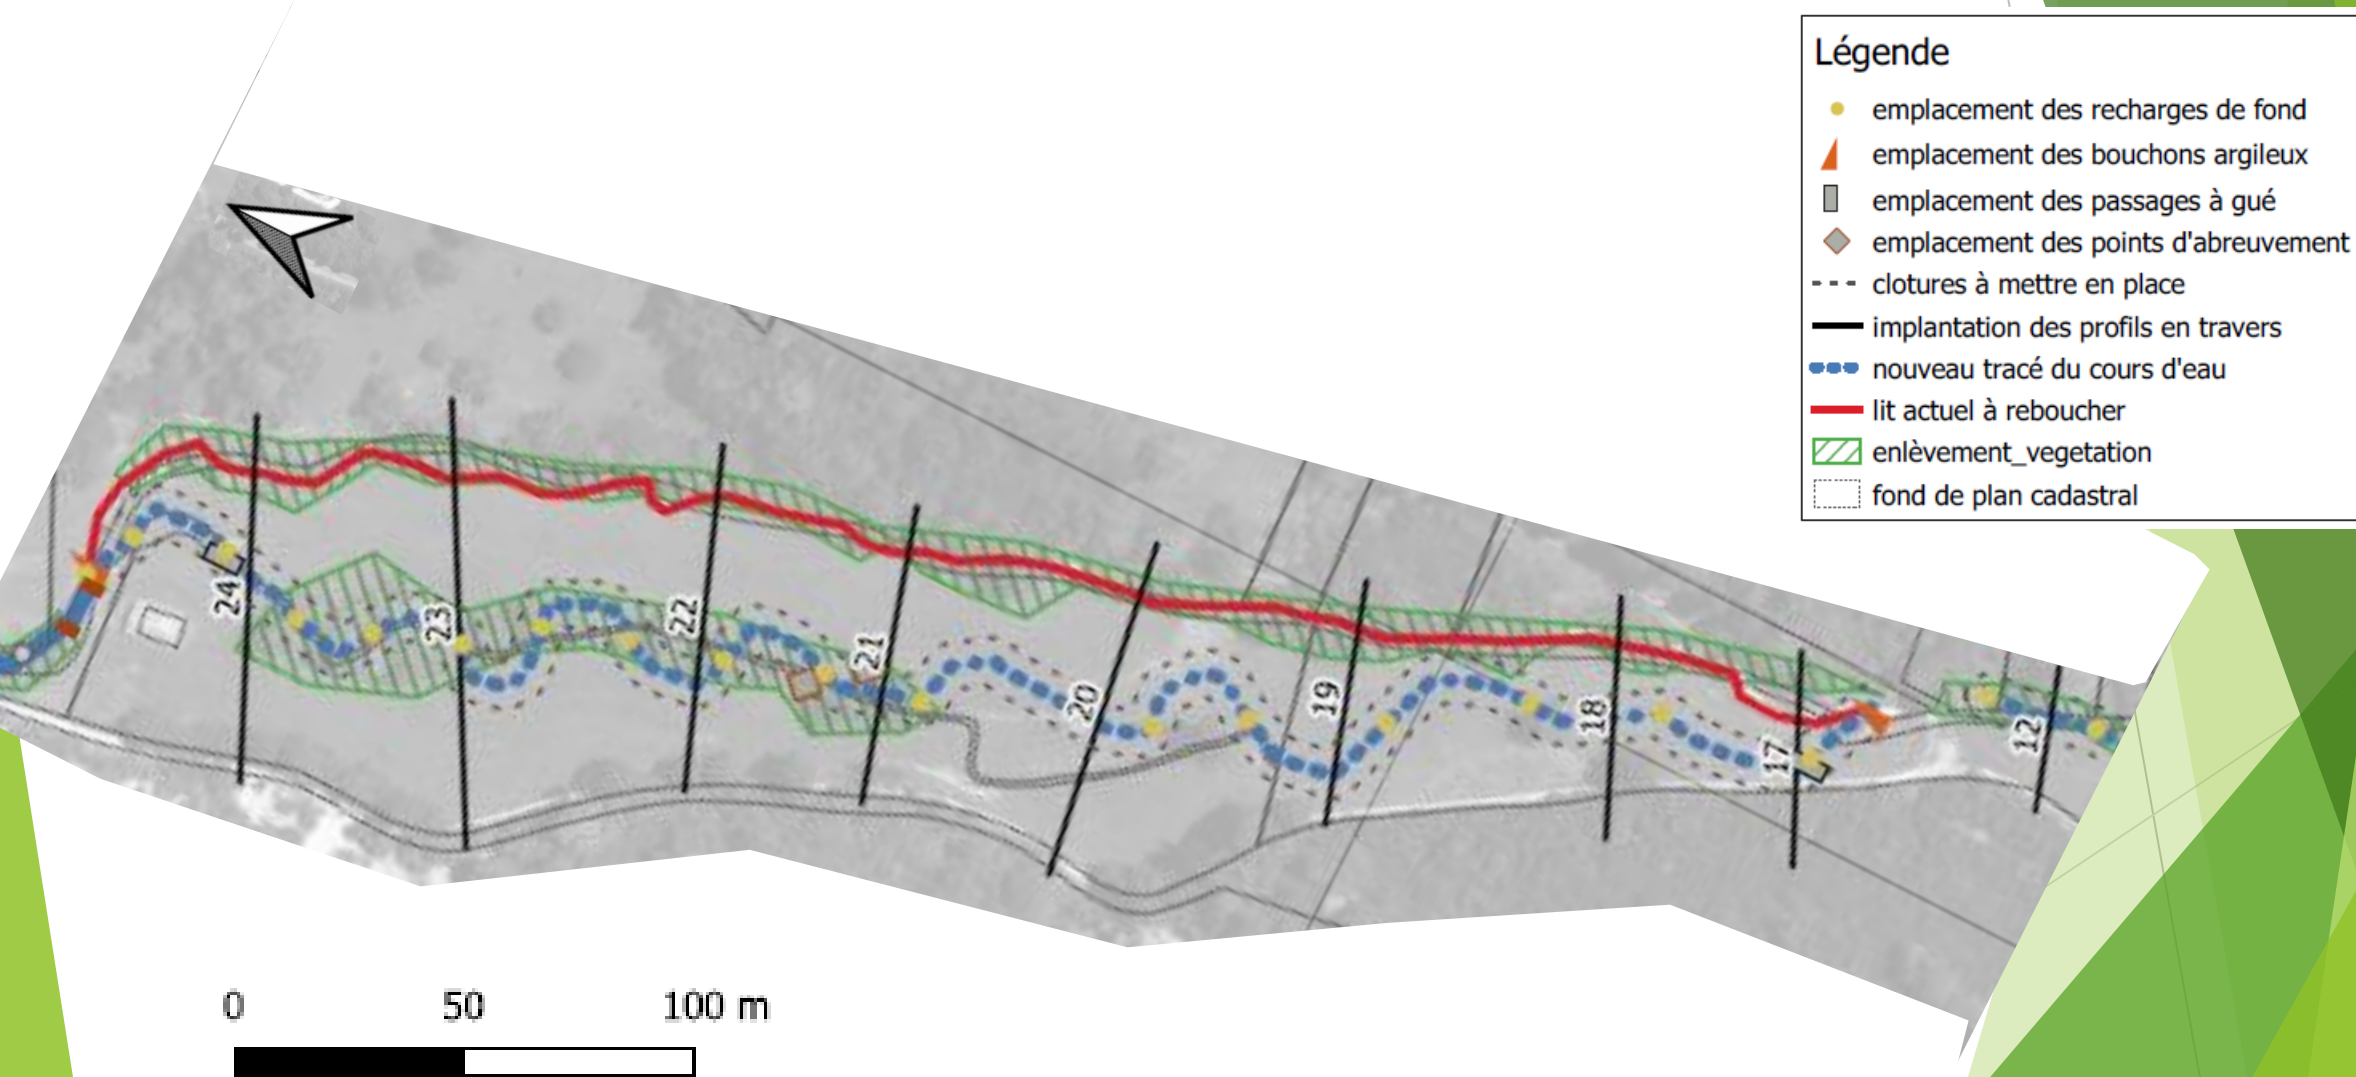 Légende
emplacement des recharges de fond
emplacement des bouchons argileux
emplacement des passages à gué
emplacement des points d'abreuvement
clotures à mettre en place
implantation des profils en travers
nouveau tracé du cours d'eau
lit actuel à reboucher
enlèvement_vegetation
fond de plan cadastral
24
23
22
21
20
19
18
17
12
0 50 100 m